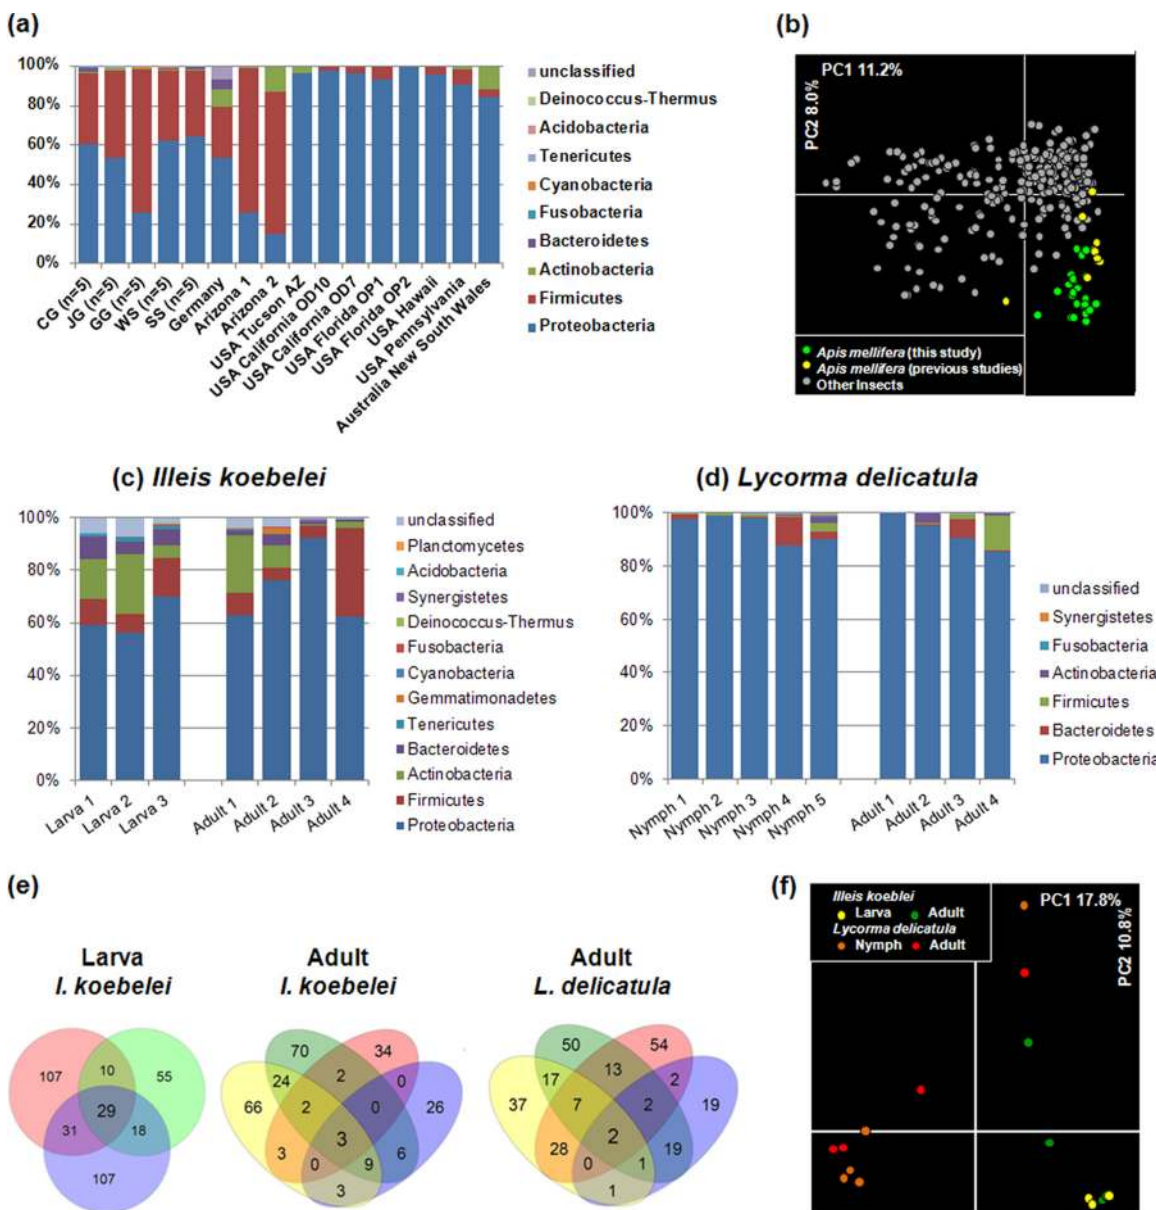 (a)
100%
80%
60%
40%
20%
0%
CG (n=5)
JG (n=5)
GG (n=5)
WS (n=5)
SS (n=5)
Germany
Arizona 1
Arizona 2
USA Tucson AZ
USA California OD10
USA California OD7
USA Florida OP1
USA Florida OP2
USA Hawaii
USA Pennsylvania
Australia New South Wales
unclassified
Deinococcus-Thermus
Acidobacteria
Tenericutes
Cyanobacteria
Fusobacteria
Bacteroidetes
Actinobacteria
Firmicutes
Proteobacteria
(b)
PC1 11.2%
PC2 8.0%
Apis mellifera (this study)
Apis mellifera (previous studies)
Other Insects
(c) Illeis koebelei
100%
80%
60%
40%
20%
0%
Larva 1
Larva 2
Larva 3
Adult 1
Adult 2
Adult 3
Adult 4
unclassified
Planctomycetes
Acidobacteria
Synergistetes
Deinococcus-Thermus
Fusobacteria
Cyanobacteria
Gemmatimonadetes
Tenericutes
Bacteroidetes
Actinobacteria
Firmicutes
Proteobacteria
(d) Lycorma delicatula
100%
80%
60%
40%
20%
0%
Nymph 1
Nymph 2
Nymph 3
Nymph 4
Nymph 5
Adult 1
Adult 2
Adult 3
Adult 4
unclassified
Synergistetes
Fusobacteria
Actinobacteria
Firmicutes
Bacteroidetes
Proteobacteria
(e)
Larva
I. koebelei
107
10
55
29
31
18
107
Adult
I. koebelei
70
34
24
2
0
66
2
0
26
3
3
6
0
9
3
Adult
L. delicatula
50
54
17
13
2
37
7
2
19
28
2
19
0
1
1
(f)
Illeis koeblei
Larva Adult
Lycorma delicatula
Nymph Adult
PC1 17.8%
PC2 10.8%